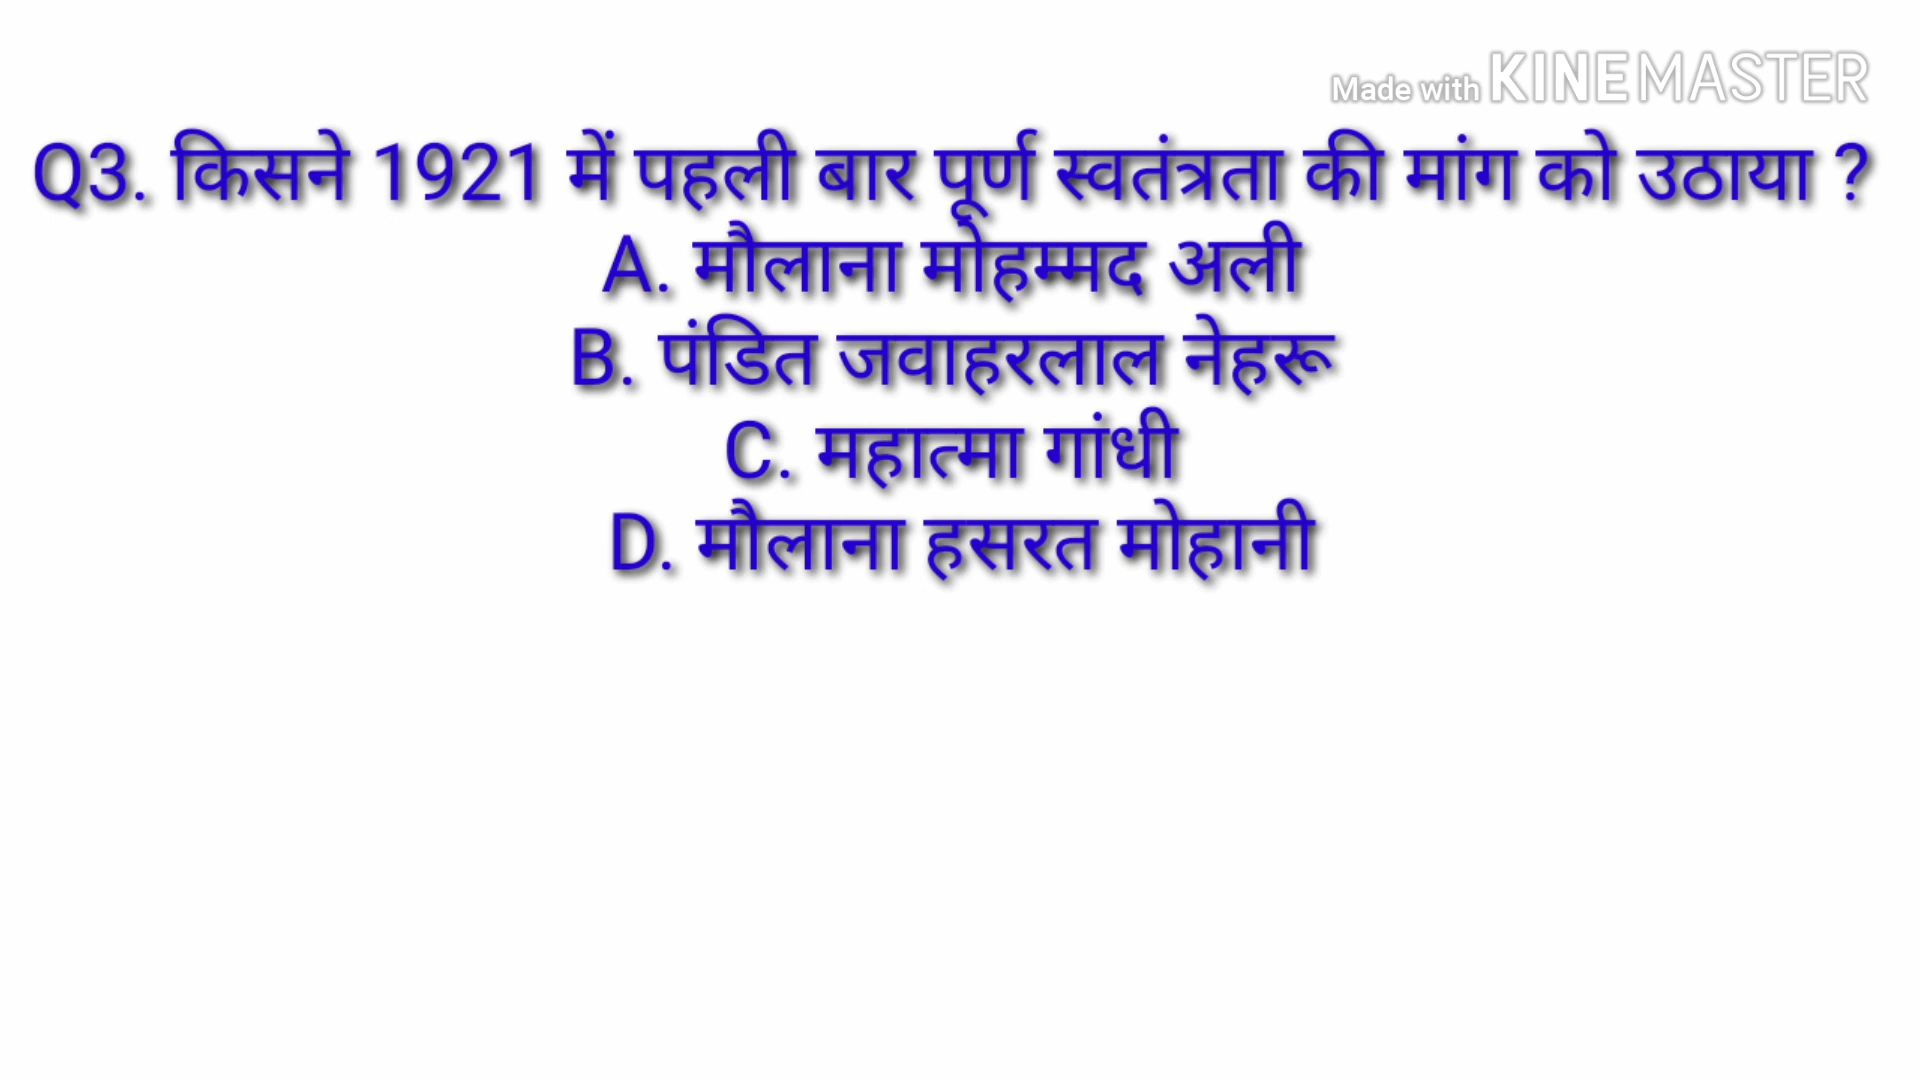 Made with KINEMASTER
Q3. किसने 1921 में पहली बार पूर्ण स्वतंत्रता की मांग को उठाया ?
A. मौलाना मोहम्मद अली
B. पंडित जवाहरलाल नेहरू
C. महात्मा गांधी
D. मौलाना हसरत मोहानी